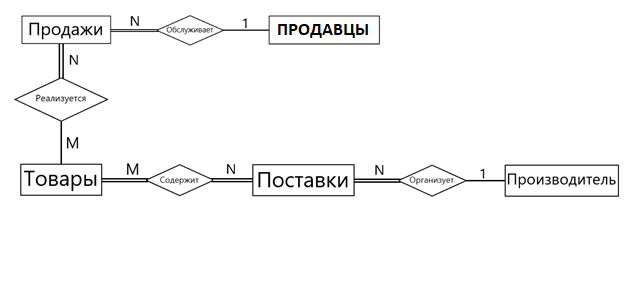 Продажи N Обслуживает 1 ПРОДАВЦЫ
N
Реализуется
M
Товары M Содержит N Поставки N Организует 1 Производитель